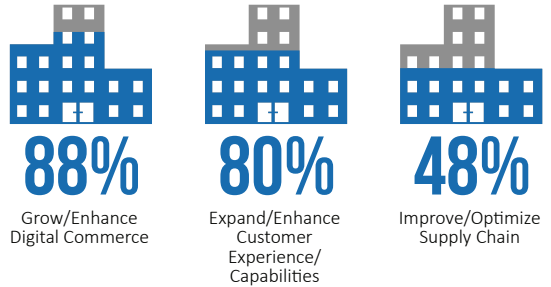 88%
Grow/Enhance
Digital Commerce
80%
Expand/Enhance
Customer
Experience/
Capabilities
48%
Improve/Optimize
Supply Chain